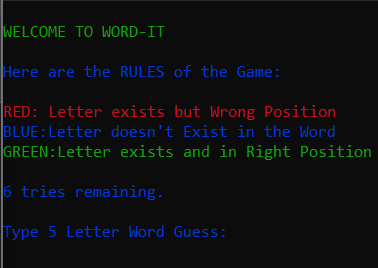 WELCOME TO WORD-IT
Here are the RULES of the Game:
RED: Letter exists but Wrong Position
BLUE:Letter doesn't Exist in the Word
GREEN:Letter exists and in Right Position
6 tries remaining.
Type 5 Letter Word Guess: